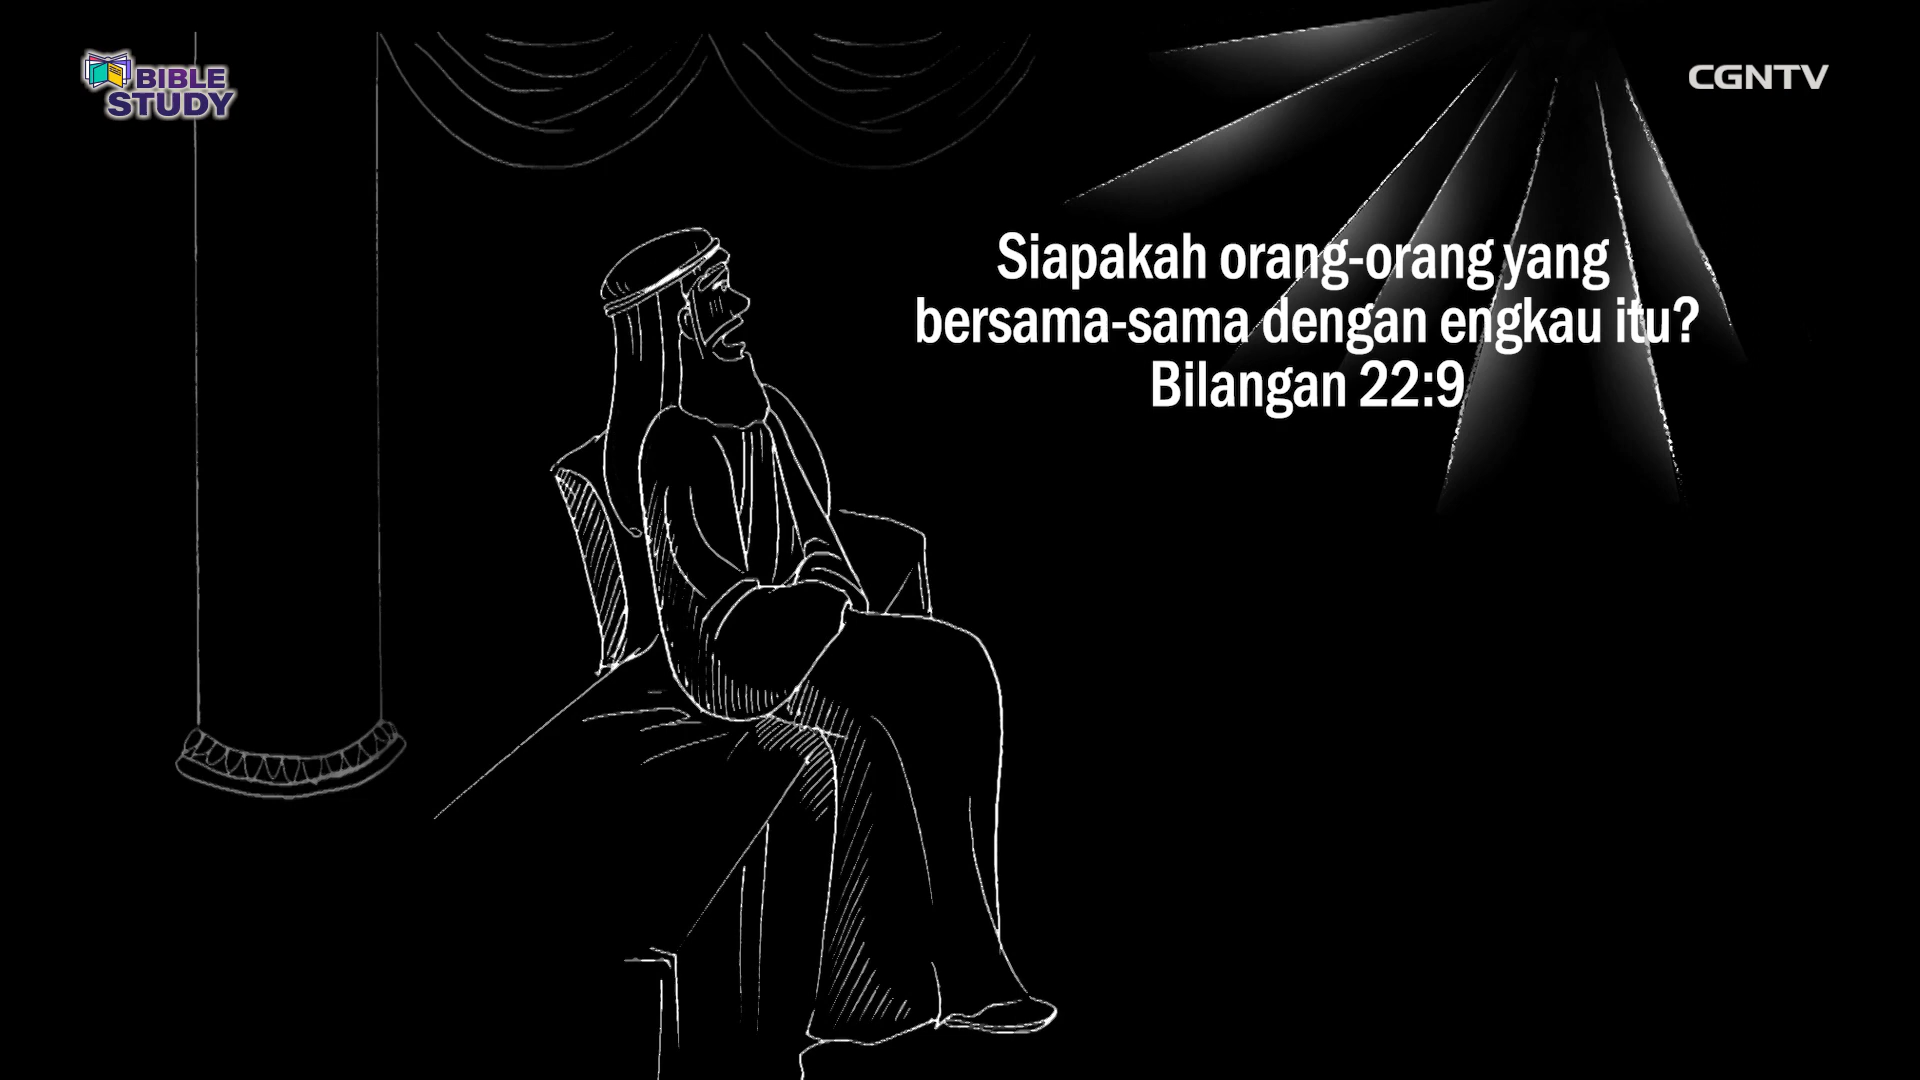 BIBLE
STUDY
CGNTV
Siapakah orang-orang yang
bersama-sama dengan engkau itu?
Bilangan 22:9